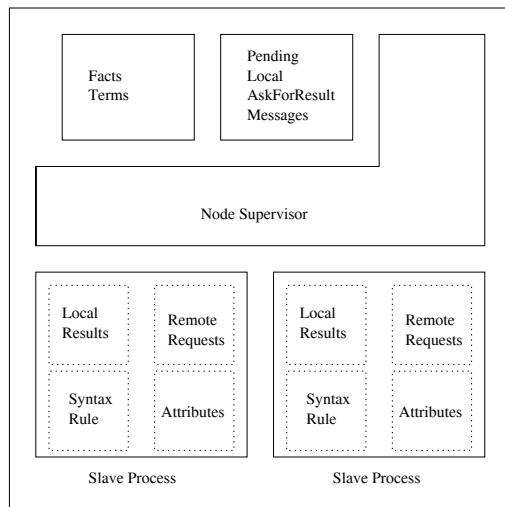 Facts
Terms
Pending
Local
AskForResult
Messages
Node Supervisor
Local
Results
Remote
Requests
Syntax
Rule
Attributes
Local
Results
Remote
Requests
Syntax
Rule
Attributes
Slave Process
Slave Process